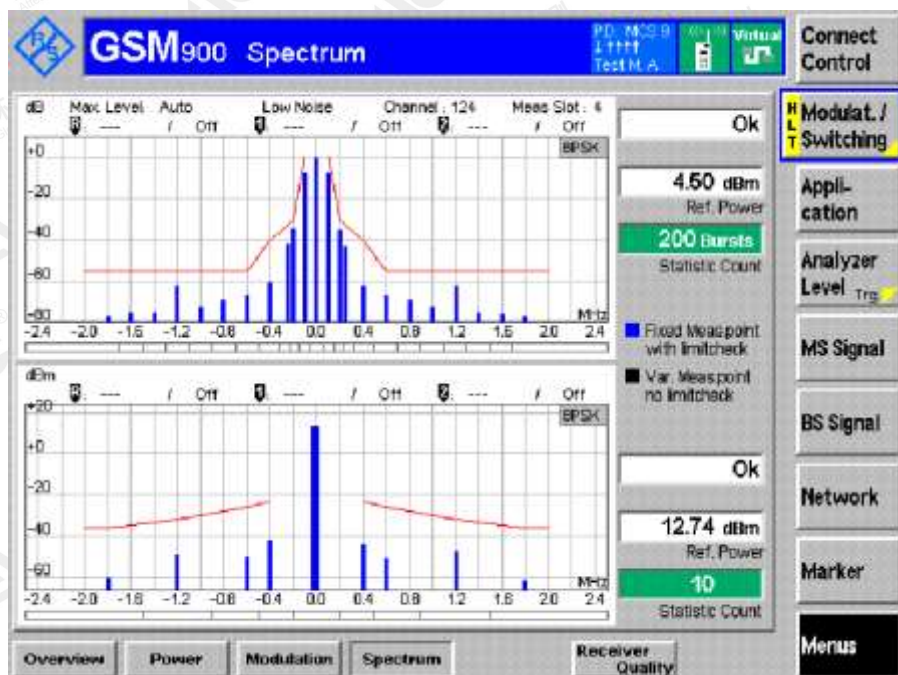 GSM900 Spectrum
P.D. MCS 9
Test M. A
Virtual
Connect Control
dB Max. Level Auto Low Noise Channel : 124 Meas Slot : 4
--- / Off --- / Off --- / Off
8PSK
+0
-20
-40
-60
-80
MHz
-2.4 -2.0 -1.6 -1.2 -0.8 -0.4 0.0 0.4 0.8 1.2 1.6 2.0 2.4
Ok
4.50 dBm
Ref. Power
200 Bursts
Statistic Count
Fixed Measpoint
with limitcheck
Var. Measpoint
no limitcheck
dBm
--- / Off --- / Off --- / Off
8PSK
+20
+0
-20
-40
-60
MHz
-2.4 -2.0 -1.6 -1.2 -0.8 -0.4 0.0 0.4 0.8 1.2 1.6 2.0 2.4
Ok
12.74 dBm
Ref. Power
10
Statistic Count
HLT
Modulat. /
Switching
Appli-
cation
Analyzer
Level Trg
MS Signal
BS Signal
Network
Marker
Menus
Overview
Power
Modulation
Spectrum
Receiver
Quality